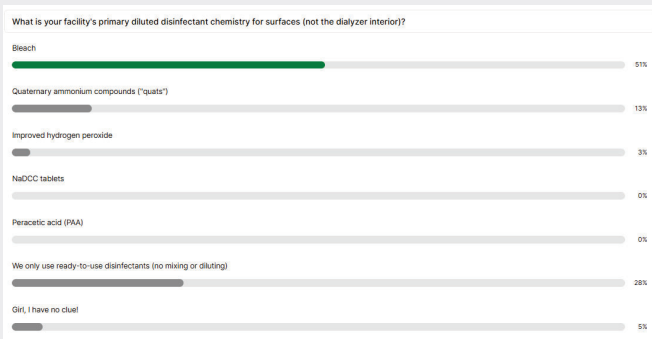 What is your facility's primary diluted disinfectant chemistry for surfaces (not the dialyzer interior)?
Bleach
51%
Quaternary ammonium compounds ("quats")
13%
Improved hydrogen peroxide
3%
NaDCC tablets
0%
Peracetic acid (PAA)
0%
We only use ready-to-use disinfectants (no mixing or diluting)
28%
Girl, I have no clue!
5%